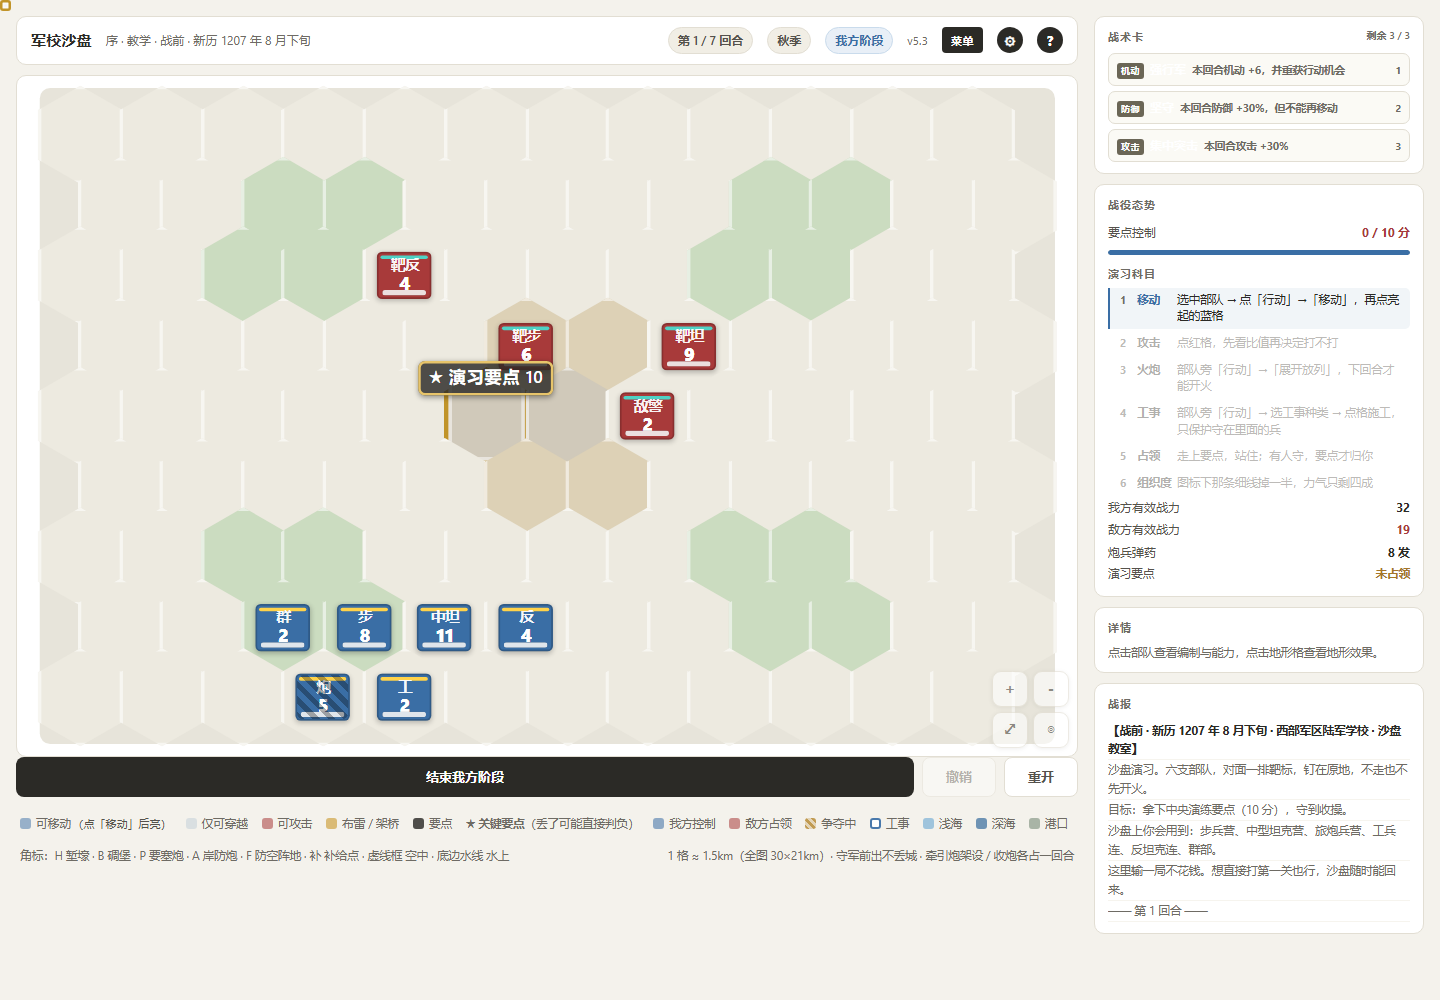 军校沙盘
序 · 教学 · 战前 · 新历 1207 年 8 月下旬
第 1 / 7 回合
秋季
我方阶段
v5.3
菜单
?
靶反
4
靶步
6
靶坦
9
★ 演习要点 10
敌警
2
群
2
步
8
中坦
11
反
4
炮
5
工
2
+
-
结束我方阶段
撤销
重开
可移动（点「移动」后亮）
仅可穿越
可攻击
布雷 / 架桥
要点
★ 关键要点（丢了可能直接判负）
我方控制
敌方占领
争夺中
工事
浅海
深海
港口
角标： H 堑壕 · B 碉堡 · P 要塞炮 · A 岸防炮 · F 防空阵地 · 补 补给点 · 虚线框 空中 · 底边水线 水上
1 格 ≈ 1.5km（全图 30×21km）· 守军前出不丢城 · 牵引炮架设 / 收炮各占一回合
战术卡
剩余 3 / 3
机动 本回合机动 +6，并重获行动机会 1
防御 本回合防御 +30%，但不能再移动 2
攻击 本回合攻击 +30% 3
战役态势
要点控制 0 / 10 分
演习科目
1 移动 选中部队 → 点「行动」→「移动」，再点亮
起的蓝格
2 攻击 点红格，先看比值再决定打不打
3 火炮 部队旁「行动」→「展开放列」，下回合才
能开火
4 工事 部队旁「行动」→ 选工事种类 → 点格施工，
只保护守在里面的兵
5 占领 走上要点，站住；有人守，要点才归你
6 组织度 图标下那条细线掉一半，力气只剩四成
我方有效战力 32
敌方有效战力 19
炮兵弹药 8 发
演习要点 未占领
详情
点击部队查看编制与能力，点击地形格查看地形效果。
战报
【战前 · 新历 1207 年 8 月下旬 · 西部军区陆军学校 · 沙盘
教室】
沙盘演习。六支部队，对面一排靶标，钉在原地，不走也不
先开火。
目标：拿下中央演练要点（10 分），守到收操。
沙盘上你会用到：步兵营、中型坦克营、旅炮兵营、工兵
连、反坦克连、群部。
这里输一局不花钱。想直接打第一关也行，沙盘随时能回
来。
—— 第 1 回合 ——